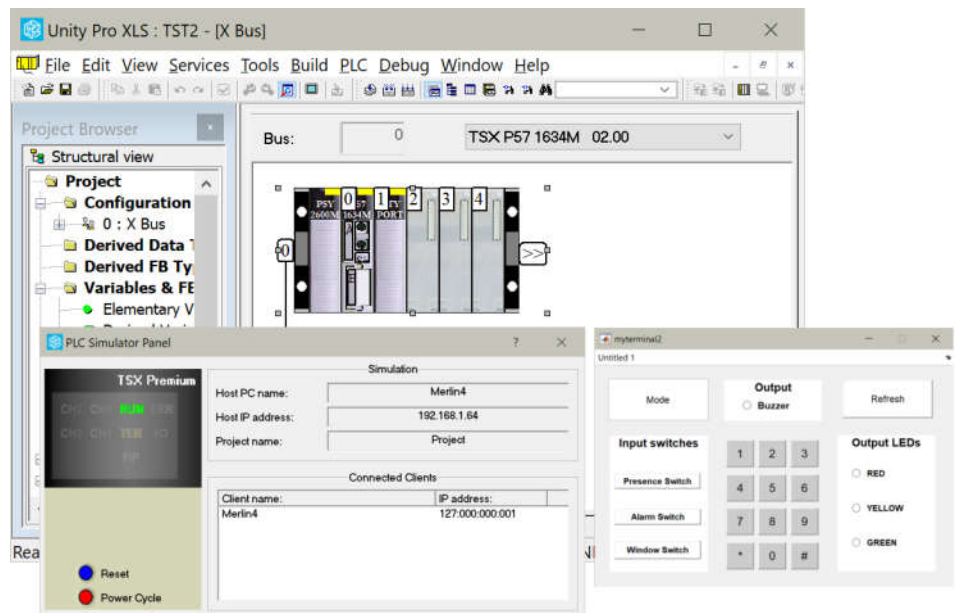 Unity Pro XLS : TST2 - [X Bus]
File Edit View Services Tools Build PLC Debug Window Help
Project Browser
Structural view
Project
Configuration
0 : X Bus
Derived Data
Derived FB Ty
Variables & FE
Elementary V
Bus: 0 TSX P57 1634M 02.00
0 1 2 3 4
PSY 57 TY
2600M 1634M PORT
0
>>
Rea
PLC Simulator Panel
TSX Premium
RUN
Reset
Power Cycle
Simulation
Host PC name: Merlin4
Host IP address: 192.168.1.64
Project name: Project
Connected Clients
Client name: IP address:
Merlin4 127:000:000:001
myterminal2
Untitled 1
Mode
Output
Buzzer
Refresh
Input switches
Presence Switch
Alarm Switch
Window Switch
1 2 3
4 5 6
7 8 9
* 0 #
Output LEDs
RED
YELLOW
GREEN